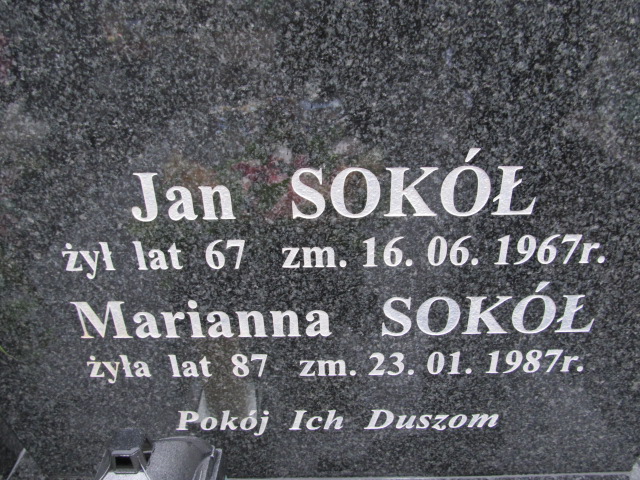 Jan SOKÓŁ
żył lat 67 zm. 16. 06. 1967r.
Marianna SOKÓŁ
żyła lat 87 zm. 23. 01. 1987r.
Pokój Ich Duszom